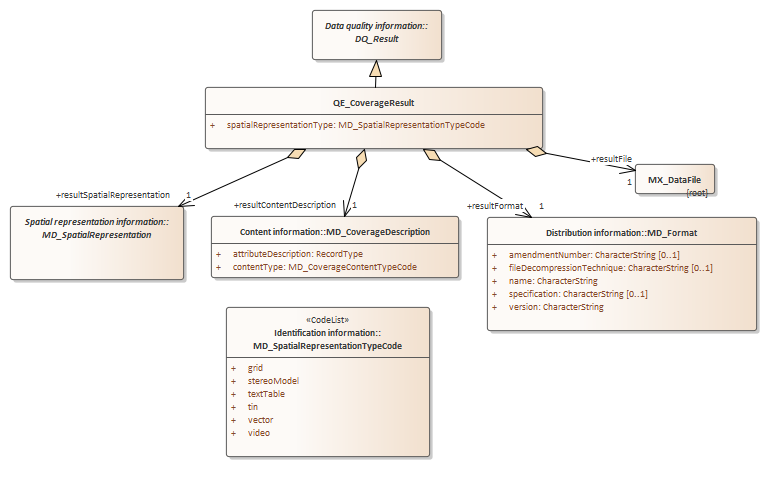 Data quality information::
DQ_Result
QE_CoverageResult
+ spatialRepresentationType: MD_SpatialRepresentationTypeCode
+resultSpatialRepresentation 1
+resultContentDescription 1
+resultFormat 1
+resultFile
1
MX_DataFile
{root}
Spatial representation information::
MD_SpatialRepresentation
Content information::MD_CoverageDescription
+ attributeDescription: RecordType
+ contentType: MD_CoverageContentTypeCode
Distribution information::MD_Format
+ amendmentNumber: CharacterString [0..1]
+ fileDecompressionTechnique: CharacterString [0..1]
+ name: CharacterString
+ specification: CharacterString [0..1]
+ version: CharacterString
«CodeList»
Identification information::
MD_SpatialRepresentationTypeCode
+ grid
+ stereoModel
+ textTable
+ tin
+ vector
+ video